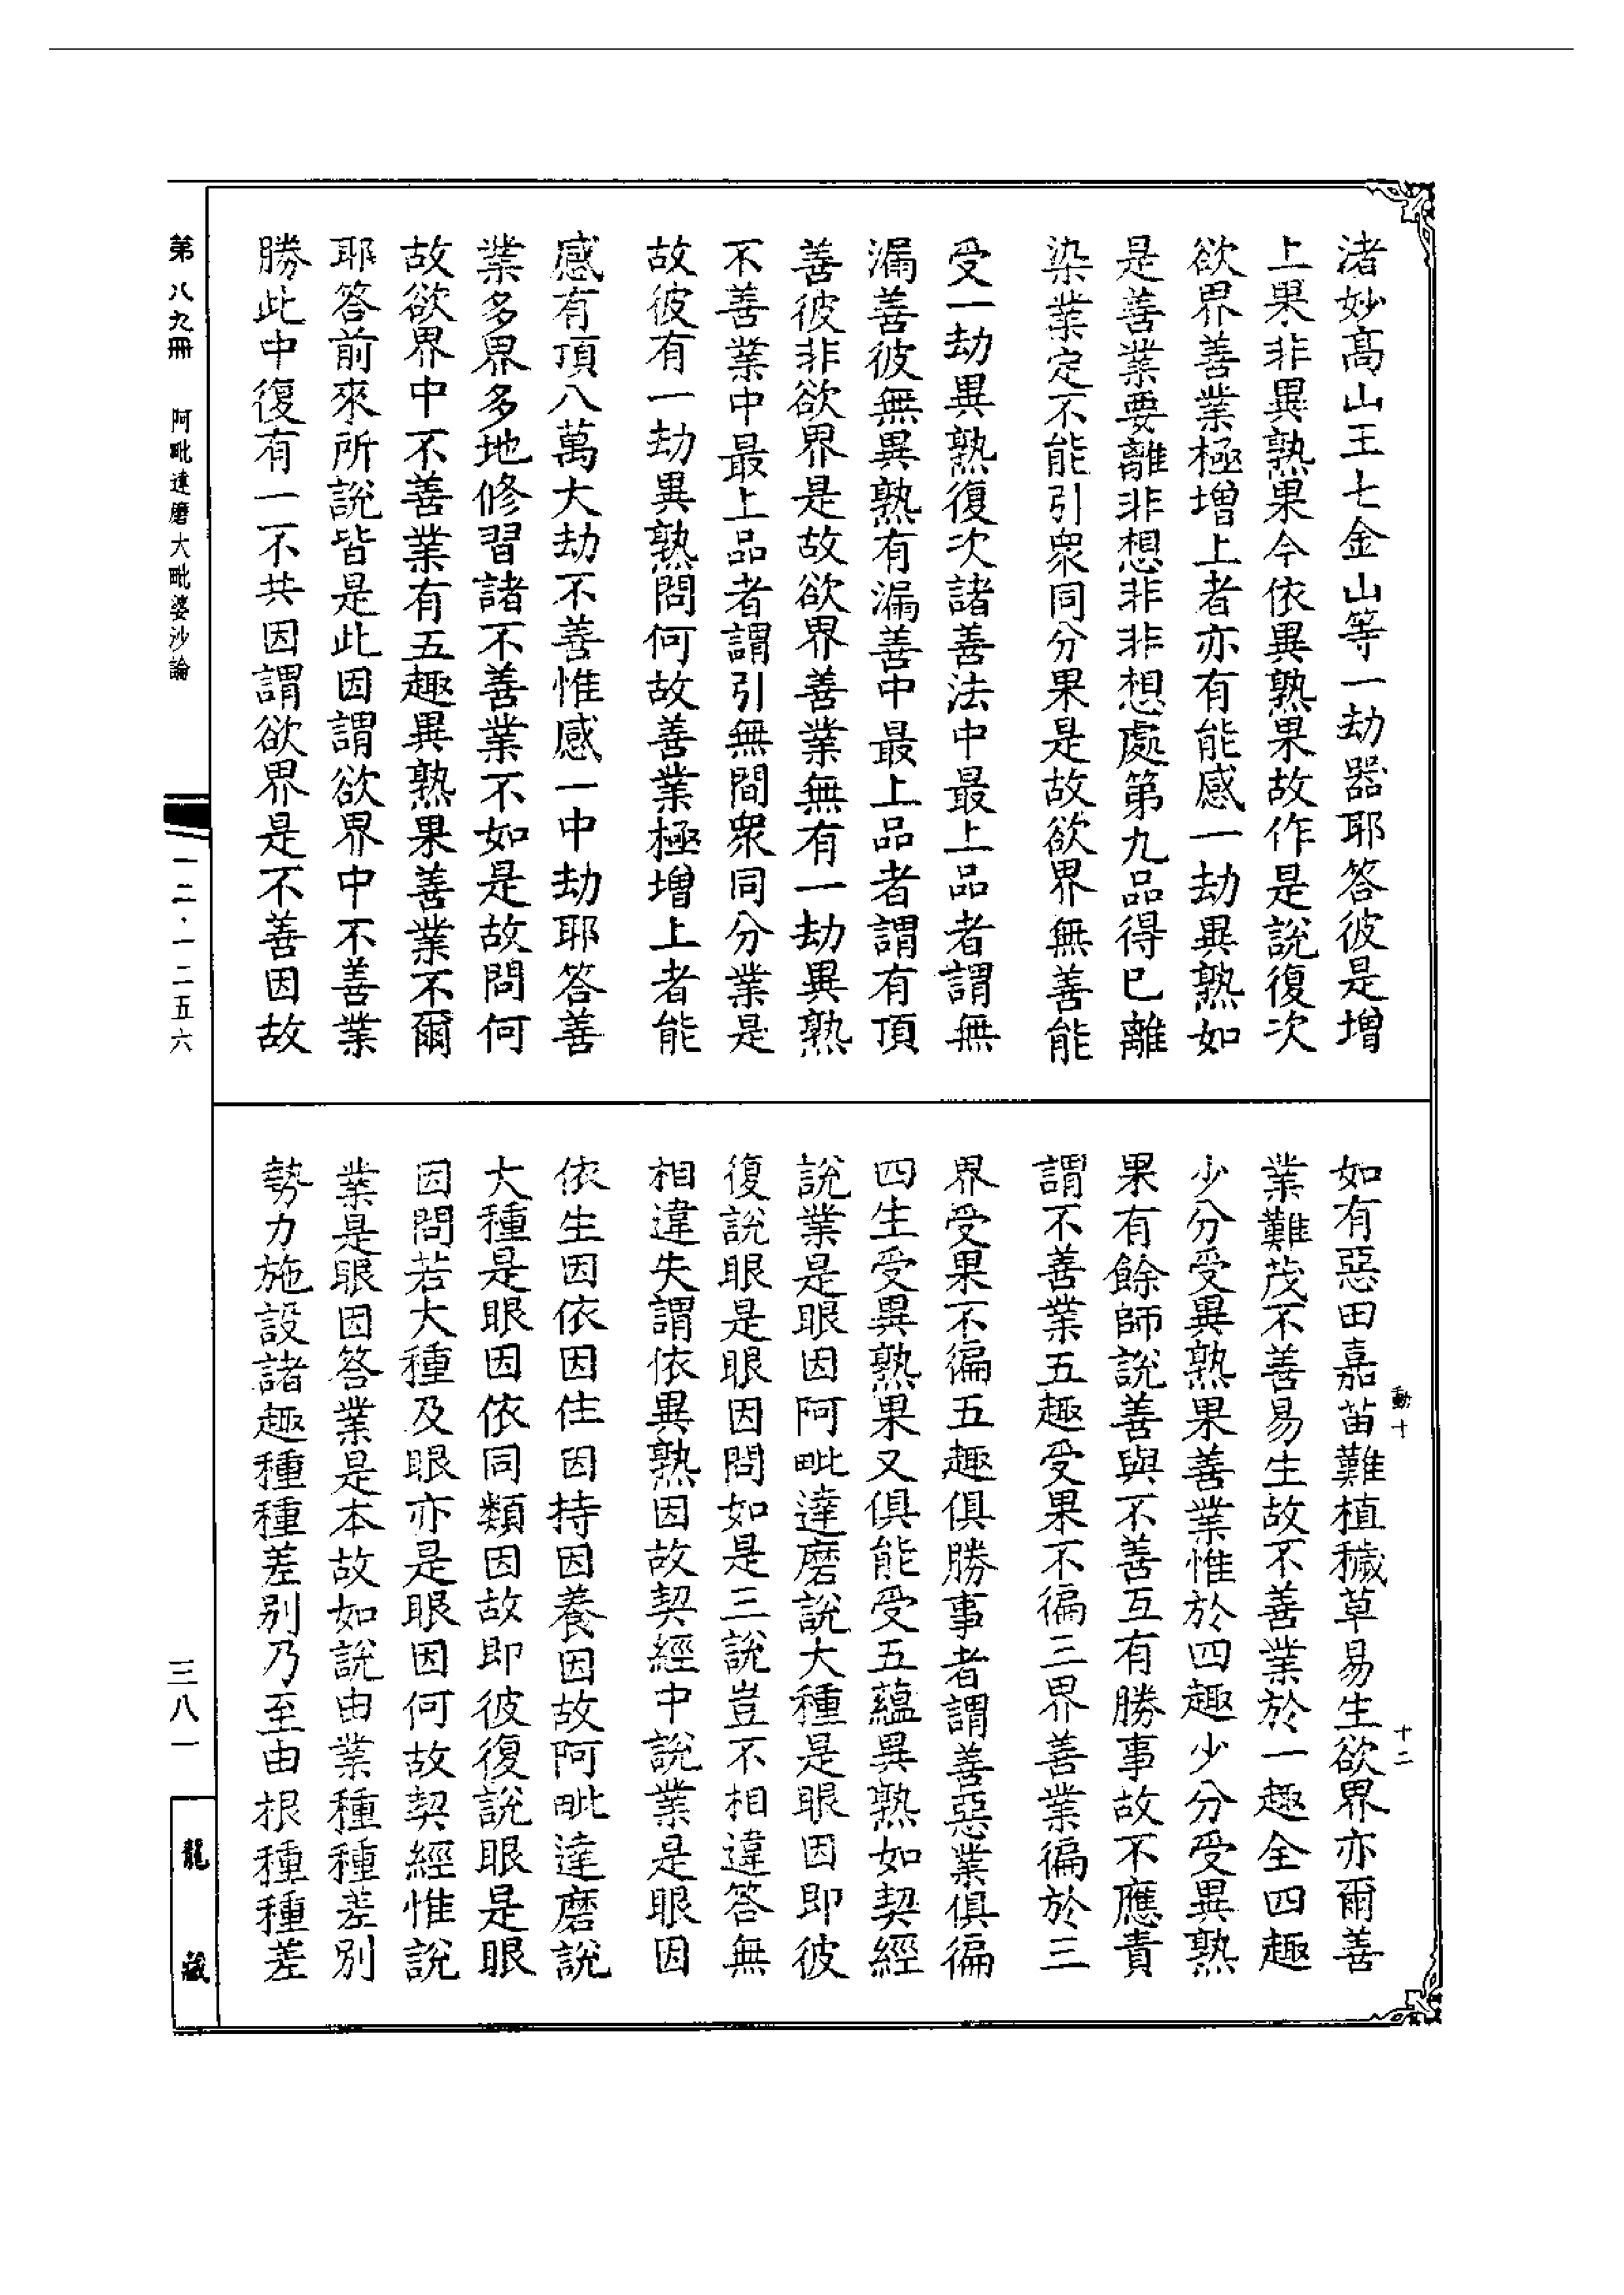 渚妙高山王七金山等一劫器耶答彼是增
上果非異熟果今依異熟果故作是說復次
欲界善業極增上者亦有能感一劫異熟如
是善業要離非想非非想處第九品得已離
染業定不能引衆同分果是故欲界無善能
受一劫異熟復次諸善法中最上品者謂無
漏善彼無異熟有漏善中最上品者謂有頂
善彼非欲界是故欲界善業無有一劫異熟
不善業中最上品者謂引無間衆同分業是
故彼有一劫異熟問何故善業極增上者能
感有頂八萬大劫不善惟感一中劫耶答善
業多界多地修習諸不善業不如是故問何
故欲界中不善業有五趣異熟果善業不爾
耶答前來所說皆是此因謂欲界中不善業
勝此中復有一不共因謂欲界是不善因故
如有惡田嘉苗難植穢草易生欲界亦爾善
業難茂不善易生故不善業於一趣全四趣
少分受異熟果善業惟於四趣少分受異熟
果有餘師說善與不善互有勝事故不應責
謂不善業五趣受果不徧三界善業徧於三
界受果不徧五趣俱勝事者謂善惡業俱徧
四生受異熟果又俱能受五蘊異熟如契經
說業是眼因阿毗達磨說大種是眼因即彼
復說眼是眼因問如是三說豈不相違答無
相違失謂依異熟因故契經中說業是眼因
依生因依因住因持因養因故阿毗達磨說
大種是眼因依同類因故即彼復說眼是眼
因問若大種及眼亦是眼因何故契經惟說
業是眼因答業是本故如說由業種種差別
勢力施設諸趣種種差別乃至由根種種差
動十
十二
第八九冊
阿毗達磨大毗婆沙論
一二·一二五六
三八一
龍藏